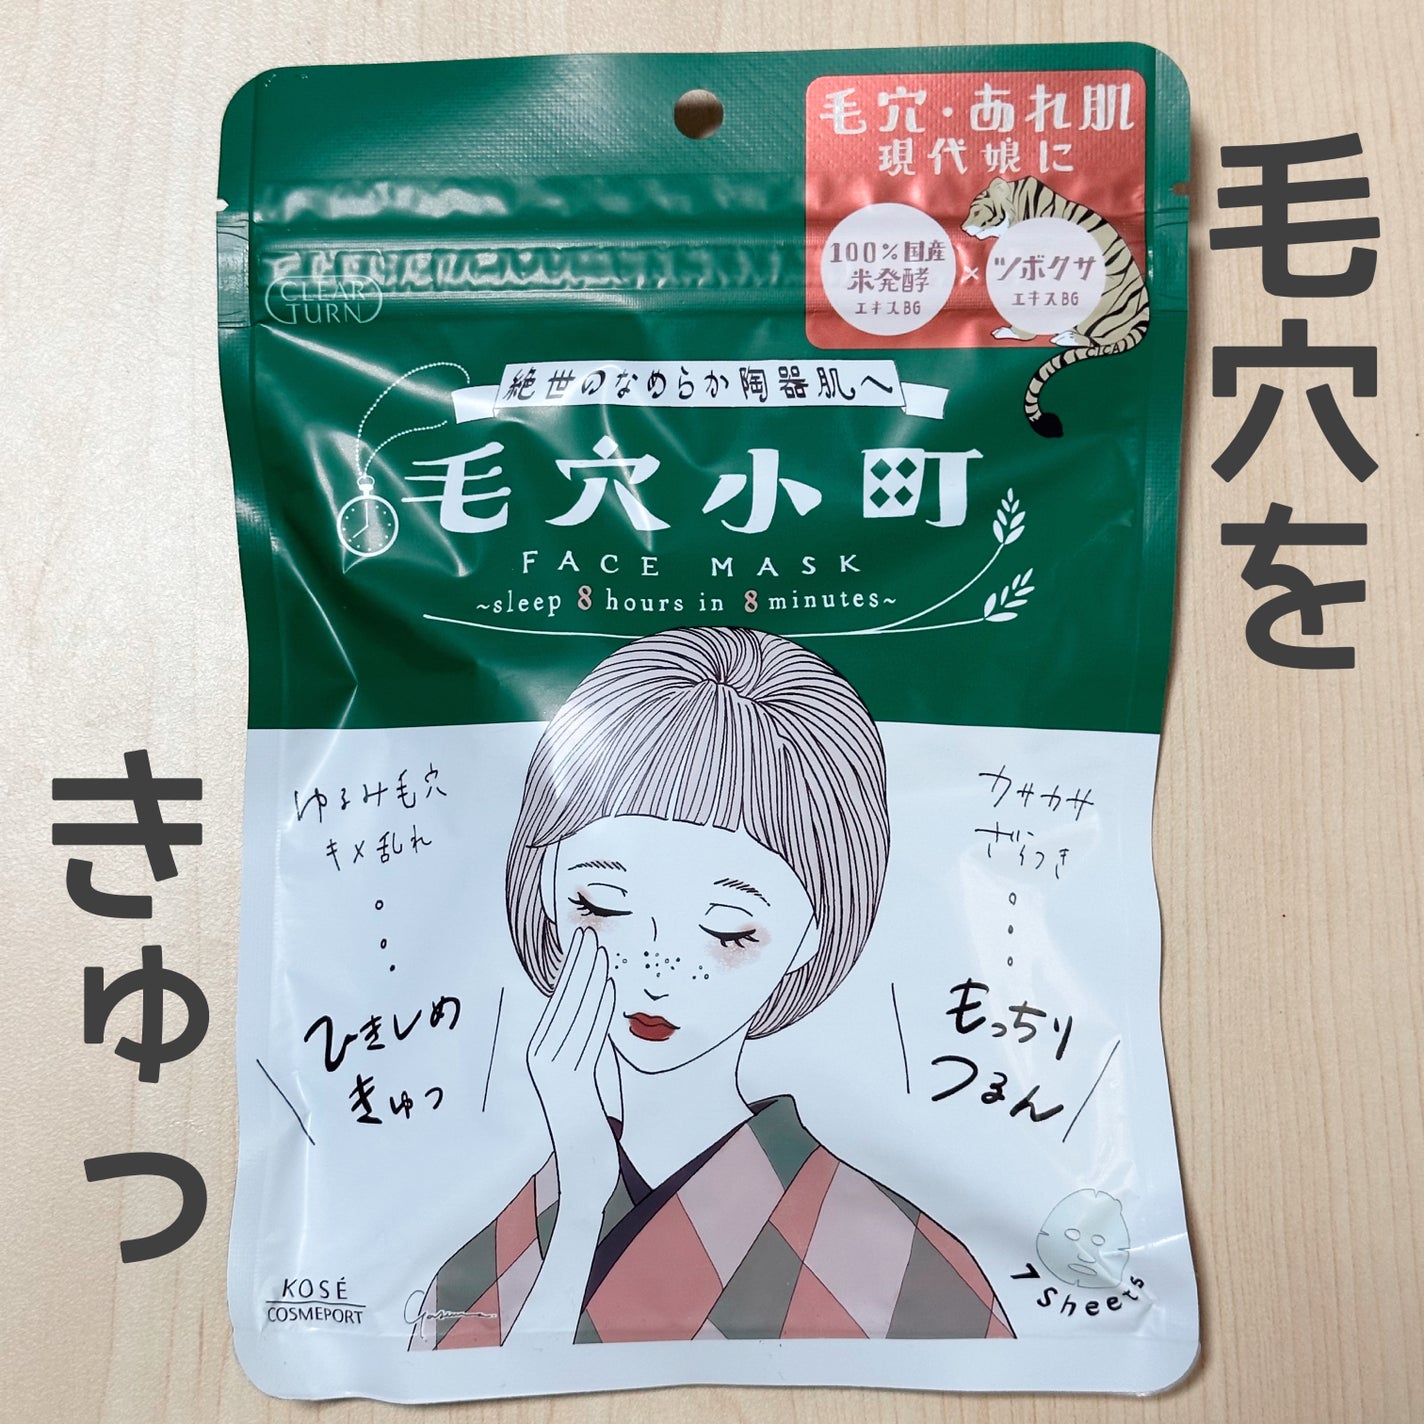 毛穴を
きゅっ
毛穴・あれ肌
現代娘に
100%国産
米発酵
エキスBG
×
ツボクサ
エキスBG
CICA
CLEAR
TURN
絶世のなめらか陶器肌へ
毛穴小町
FACE MASK
~sleep 8 hours in 8 minutes~
ゆるみ毛穴
キメ乱れ
ひきしめ
きゅっ
カサカサ
ざらつき
もっちり
つるん
7 Sheets
KOSÉ
COSMEPORT